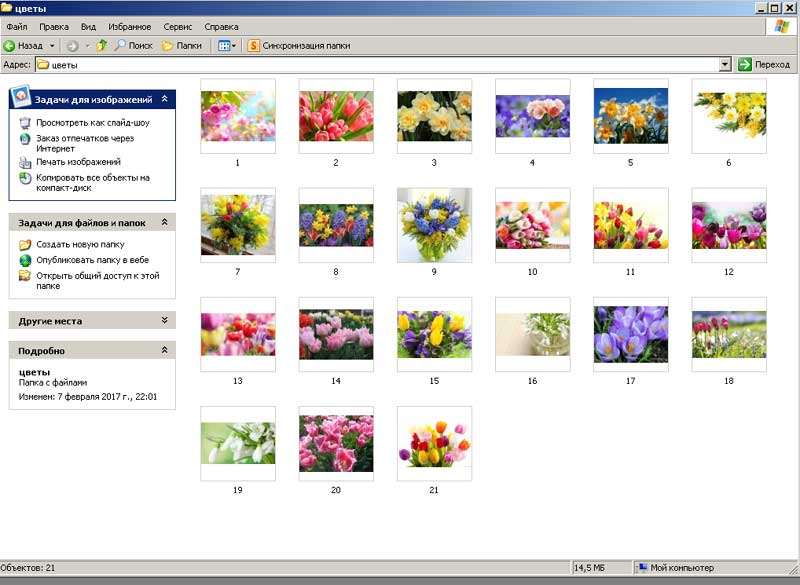 цветы
Файл Правка Вид Избранное Сервис Справка
Назад Поиск Папки S Синхронизация папки
Адрес: цветы Переход
Задачи для изображений
Просмотреть как слайд-шоу
Заказ отпечатков через
Интернет
Печать изображений
Копировать все объекты на
компакт-диск
Задачи для файлов и папок
Создать новую папку
Опубликовать папку в вебе
Открыть общий доступ к этой
папке
Другие места
Подробно
цветы
Папка с файлами
Изменен: 7 февраля 2017 г., 22:01
1 2 3 4 5 6
7 8 9 10 11 12
13 14 15 16 17 18
19 20 21
Объектов: 21 14,5 МБ Мой компьютер